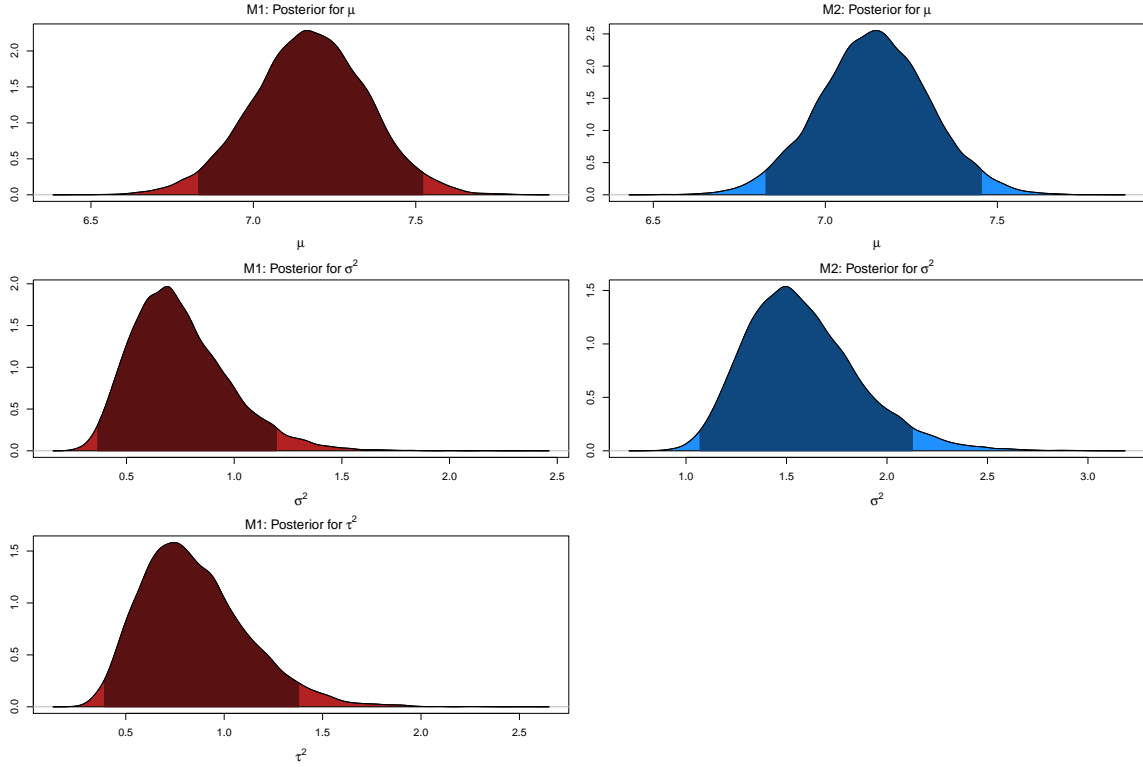 M1: Posterior for μ
0.0 0.5 1.0 1.5 2.0
6.5 7.0 7.5
μ
M2: Posterior for μ
0.0 0.5 1.0 1.5 2.0 2.5
6.5 7.0 7.5
μ
M1: Posterior for σ²
0.0 0.5 1.0 1.5 2.0
0.5 1.0 1.5 2.0 2.5
σ²
M2: Posterior for σ²
0.0 0.5 1.0 1.5
1.0 1.5 2.0 2.5 3.0
σ²
M1: Posterior for τ²
0.0 0.5 1.0 1.5
0.5 1.0 1.5 2.0 2.5
τ²